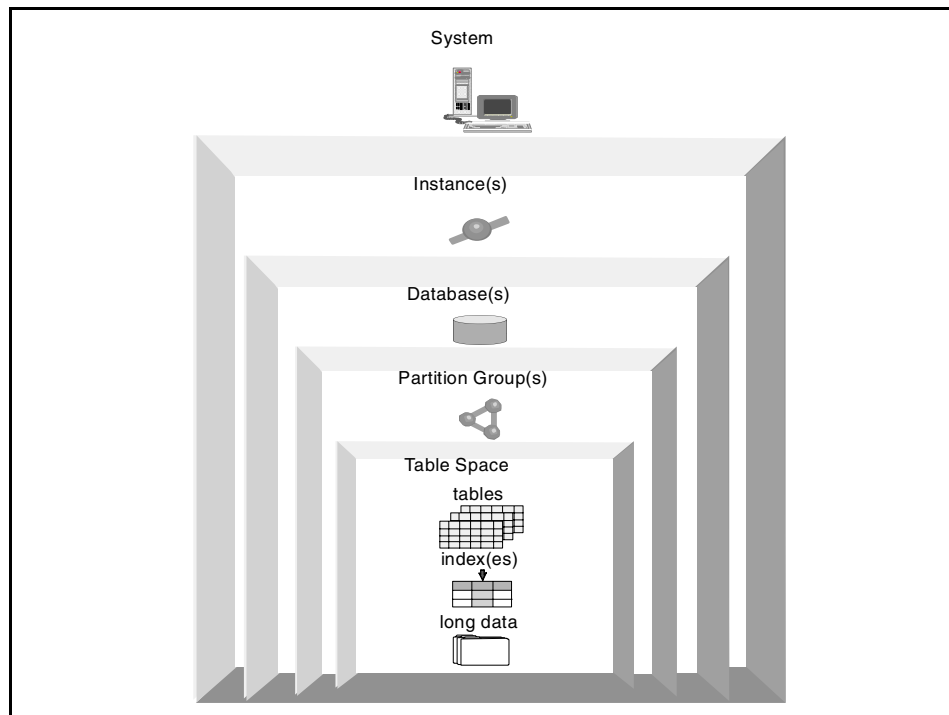 System
Instance(s)
Database(s)
Partition Group(s)
Table Space
tables
index(es)
long data